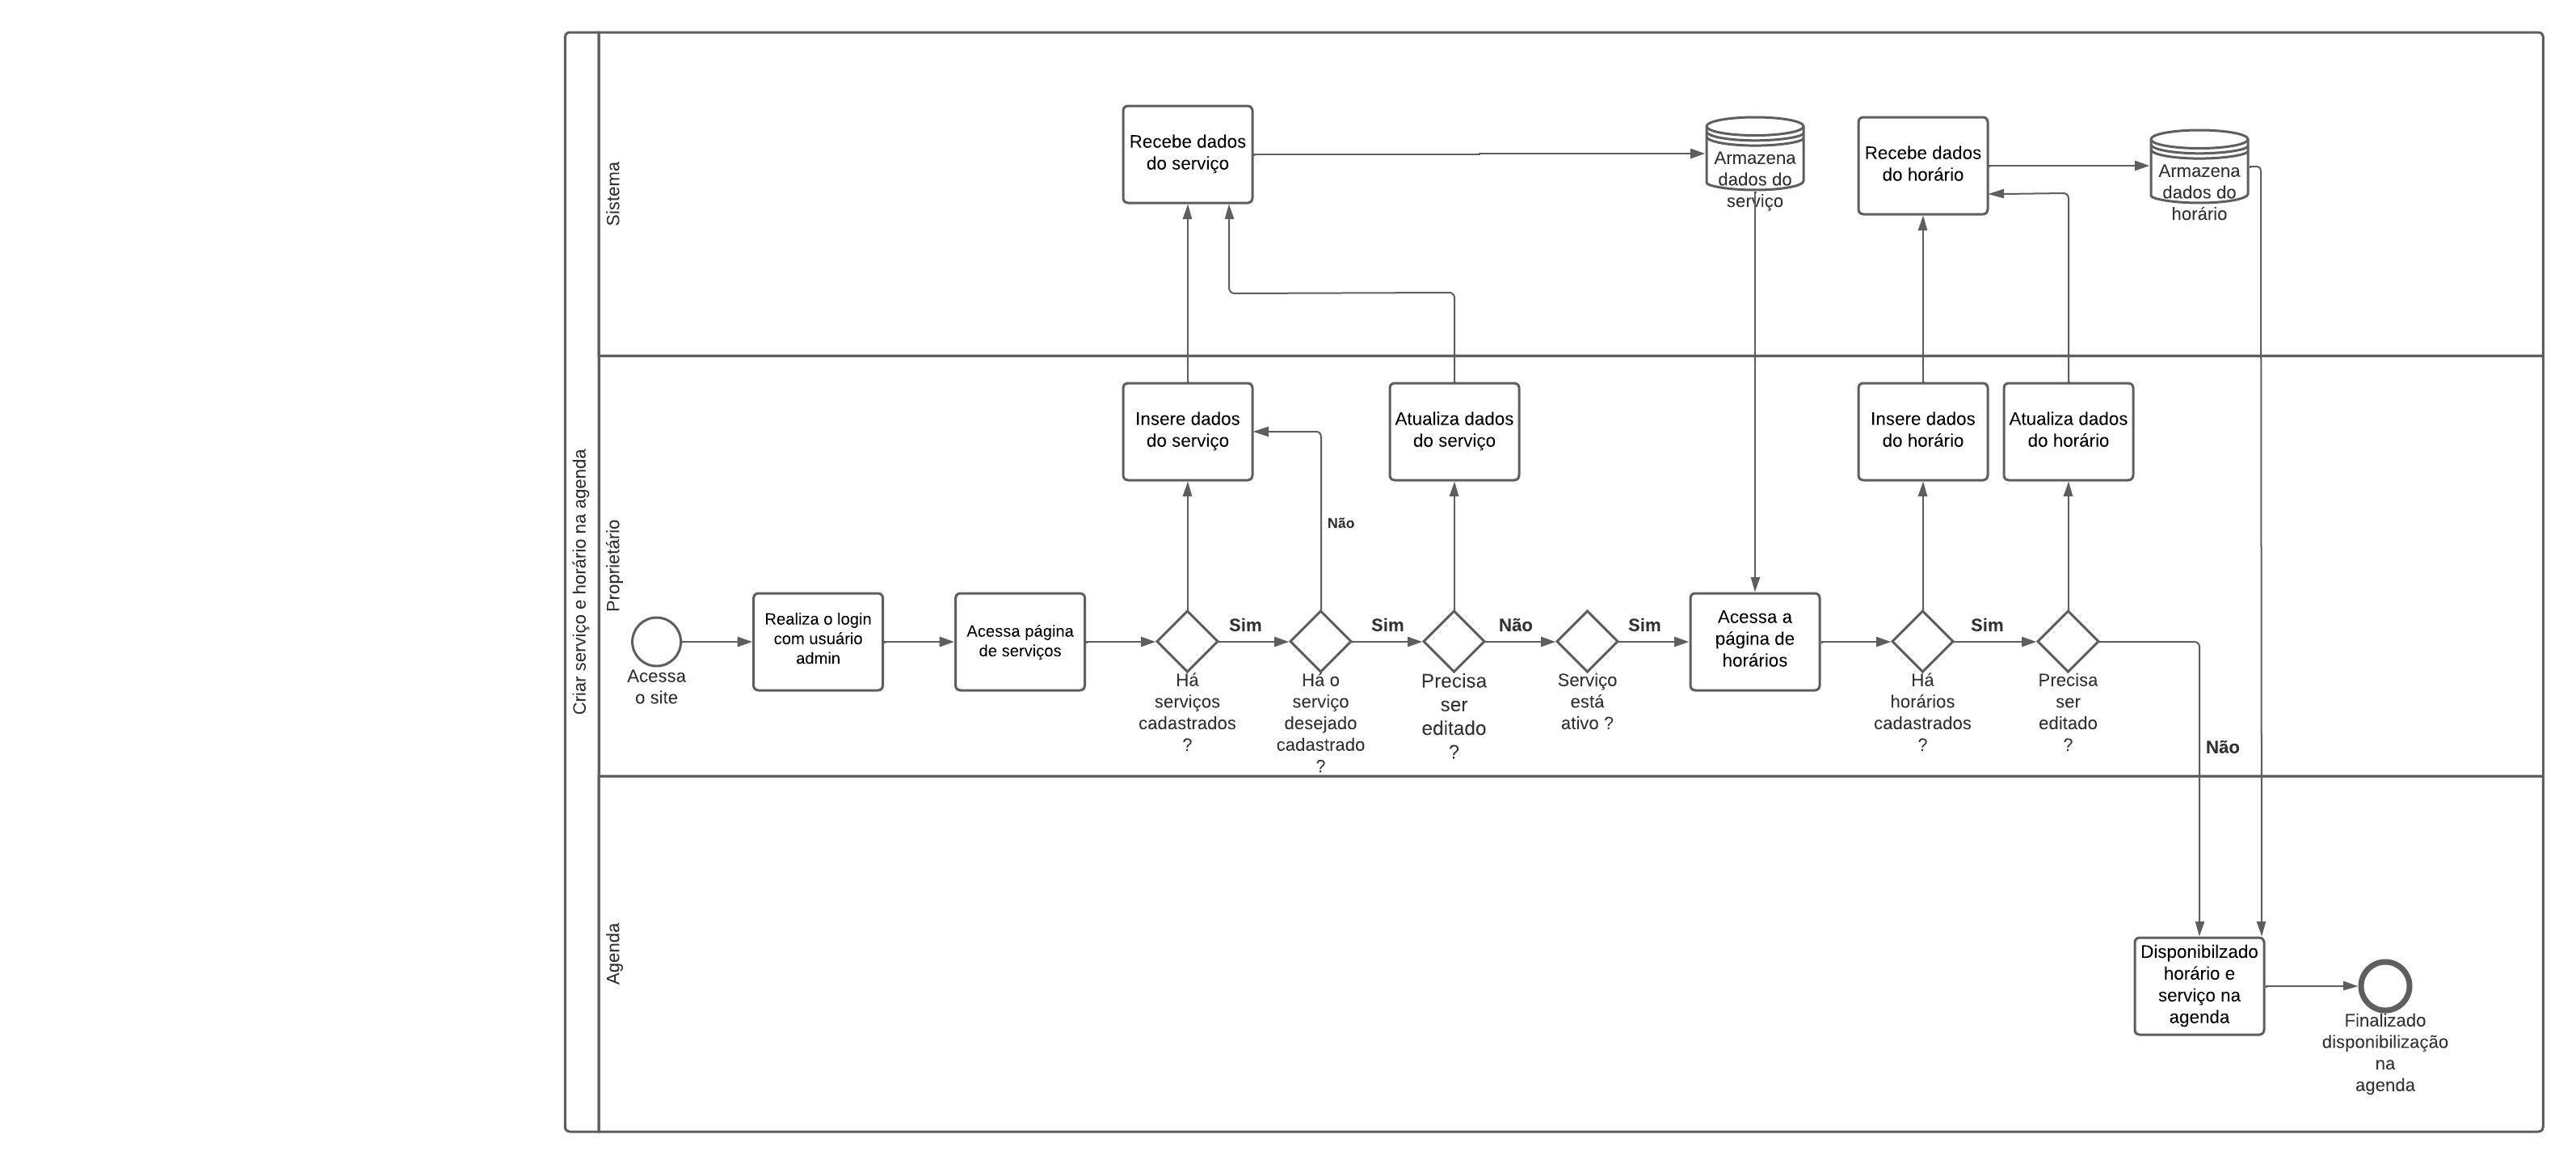 Criar serviço e horário na agenda
Sistema
Recebe dados
do serviço
Armazena
dados do
serviço
Recebe dados
do horário
Armazena
dados do
horário
Proprietário
Insere dados
do serviço
Atualiza dados
do serviço
Insere dados
do horário
Atualiza dados
do horário
Não
Acessa
o site
Realiza o login
com usuário
admin
Acessa página
de serviços
Há
serviços
cadastrados
?
Sim
Há o
serviço
desejado
cadastrado
?
Sim
Precisa
ser
editado
?
Não
Serviço
está
ativo ?
Sim
Acessa a
página de
horários
Há
horários
cadastrados
?
Sim
Precisa
ser
editado
?
Não
Agenda
Disponibilzado
horário e
serviço na
agenda
Finalizado
disponibilização
na
agenda